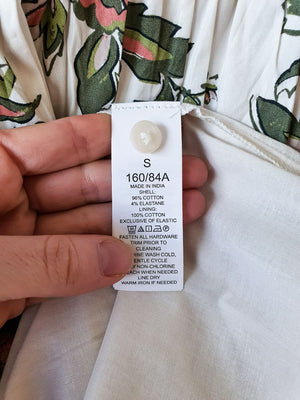 S
160/84A
MADE IN INDIA
SHELL:
96% COTTON
4% ELASTANE
LINING:
100% COTTON
EXCLUSIVE OF ELASTIC
FASTEN ALL HARDWARE
TRIM PRIOR TO
CLEANING
WASH COLD,
GENTLE CYCLE
NON-CHLORINE
WHEN NEEDED
LINE DRY
WARM IRON IF NEEDED